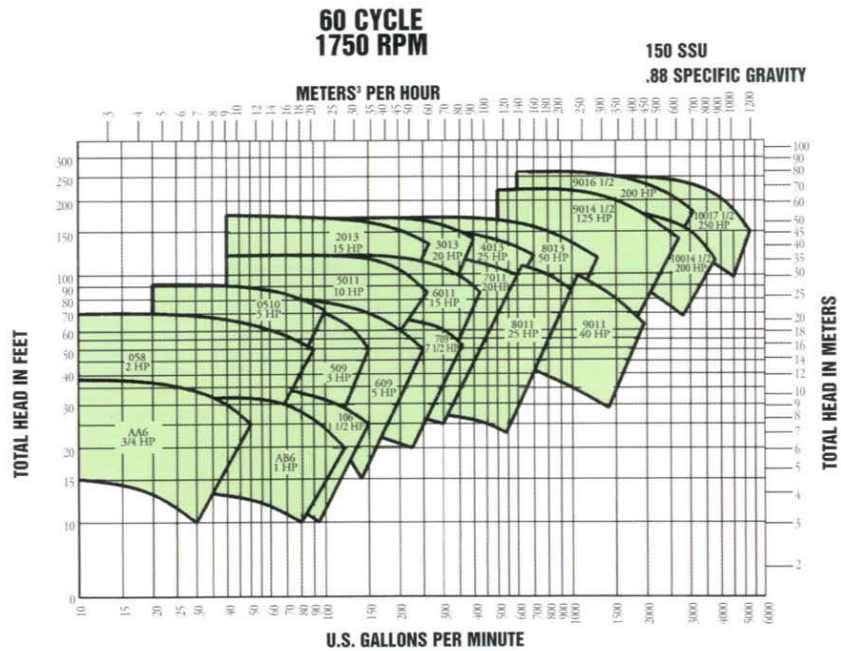 60 CYCLE
1750 RPM
150 SSU
.88 SPECIFIC GRAVITY
METERS³ PER HOUR
3 4 5 6 7 8 9 10 12 14 16 18 20 25 30 35 40 45 50 60 70 80 90 100 120 140 160 180 200 250 300 350 400 450 500 600 700 800 900 1000 1200
TOTAL HEAD IN FEET
300
250
200
150
100
90
80
70
60
50
40
30
20
15
10
0
9016 1/2
200 HP
9014 1/2
125 HP
10017 1/2
250 HP
10014 1/2
200 HP
2013
15 HP
3013
20 HP
4013
25 HP
8013
50 HP
5011
10 HP
6011
15 HP
7011
20HP
0510
5 HP
8011
25 HP
9011
40 HP
709
7 1/2 HP
058
2 HP
509
3 HP
609
5 HP
106
1 1/2 HP
AA6
3/4 HP
AB6
1 HP
TOTAL HEAD IN METERS
100
90
80
70
60
50
45
40
35
30
25
20
18
16
14
12
10
9
8
7
6
5
4
3
2
10 15 20 25 30 40 50 60 70 80 90 100 150 200 300 400 500 600 700 800 900 1000 1500 2000 3000 4000 5000 6000
U.S. GALLONS PER MINUTE